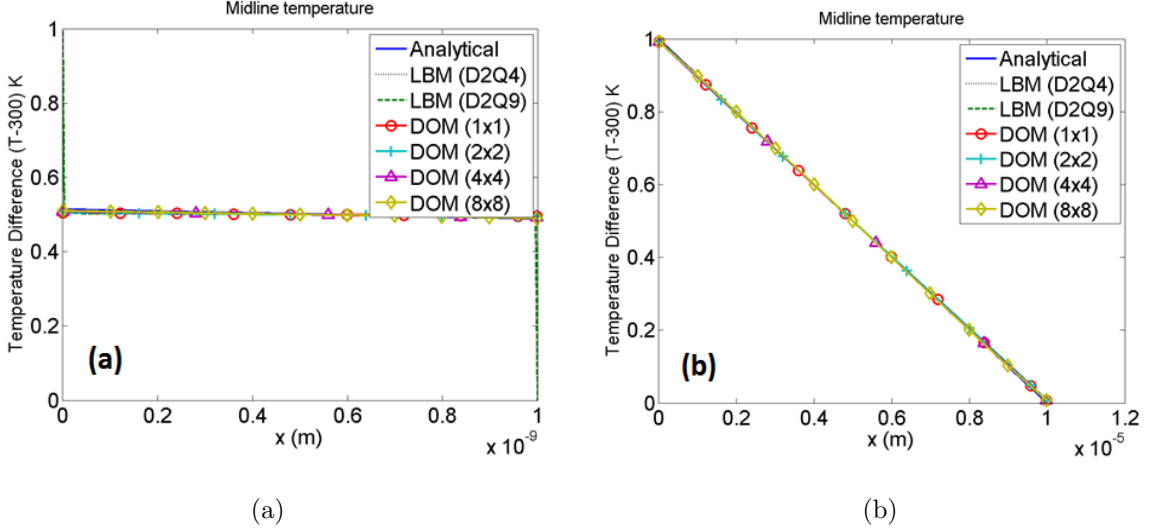 Midline temperature
Temperature Difference (T-300) K
1
0.8
0.6
0.4
0.2
0
Analytical
LBM (D2Q4)
LBM (D2Q9)
DOM (1x1)
DOM (2x2)
DOM (4x4)
DOM (8x8)
(a)
0 0.2 0.4 0.6 0.8 1
x (m)
x 10^-9
(a)
Midline temperature
Temperature Difference (T-300) K
1
0.8
0.6
0.4
0.2
0
Analytical
LBM (D2Q4)
LBM (D2Q9)
DOM (1x1)
DOM (2x2)
DOM (4x4)
DOM (8x8)
(b)
0 0.2 0.4 0.6 0.8 1 1.2
x (m)
x 10^-5
(b)